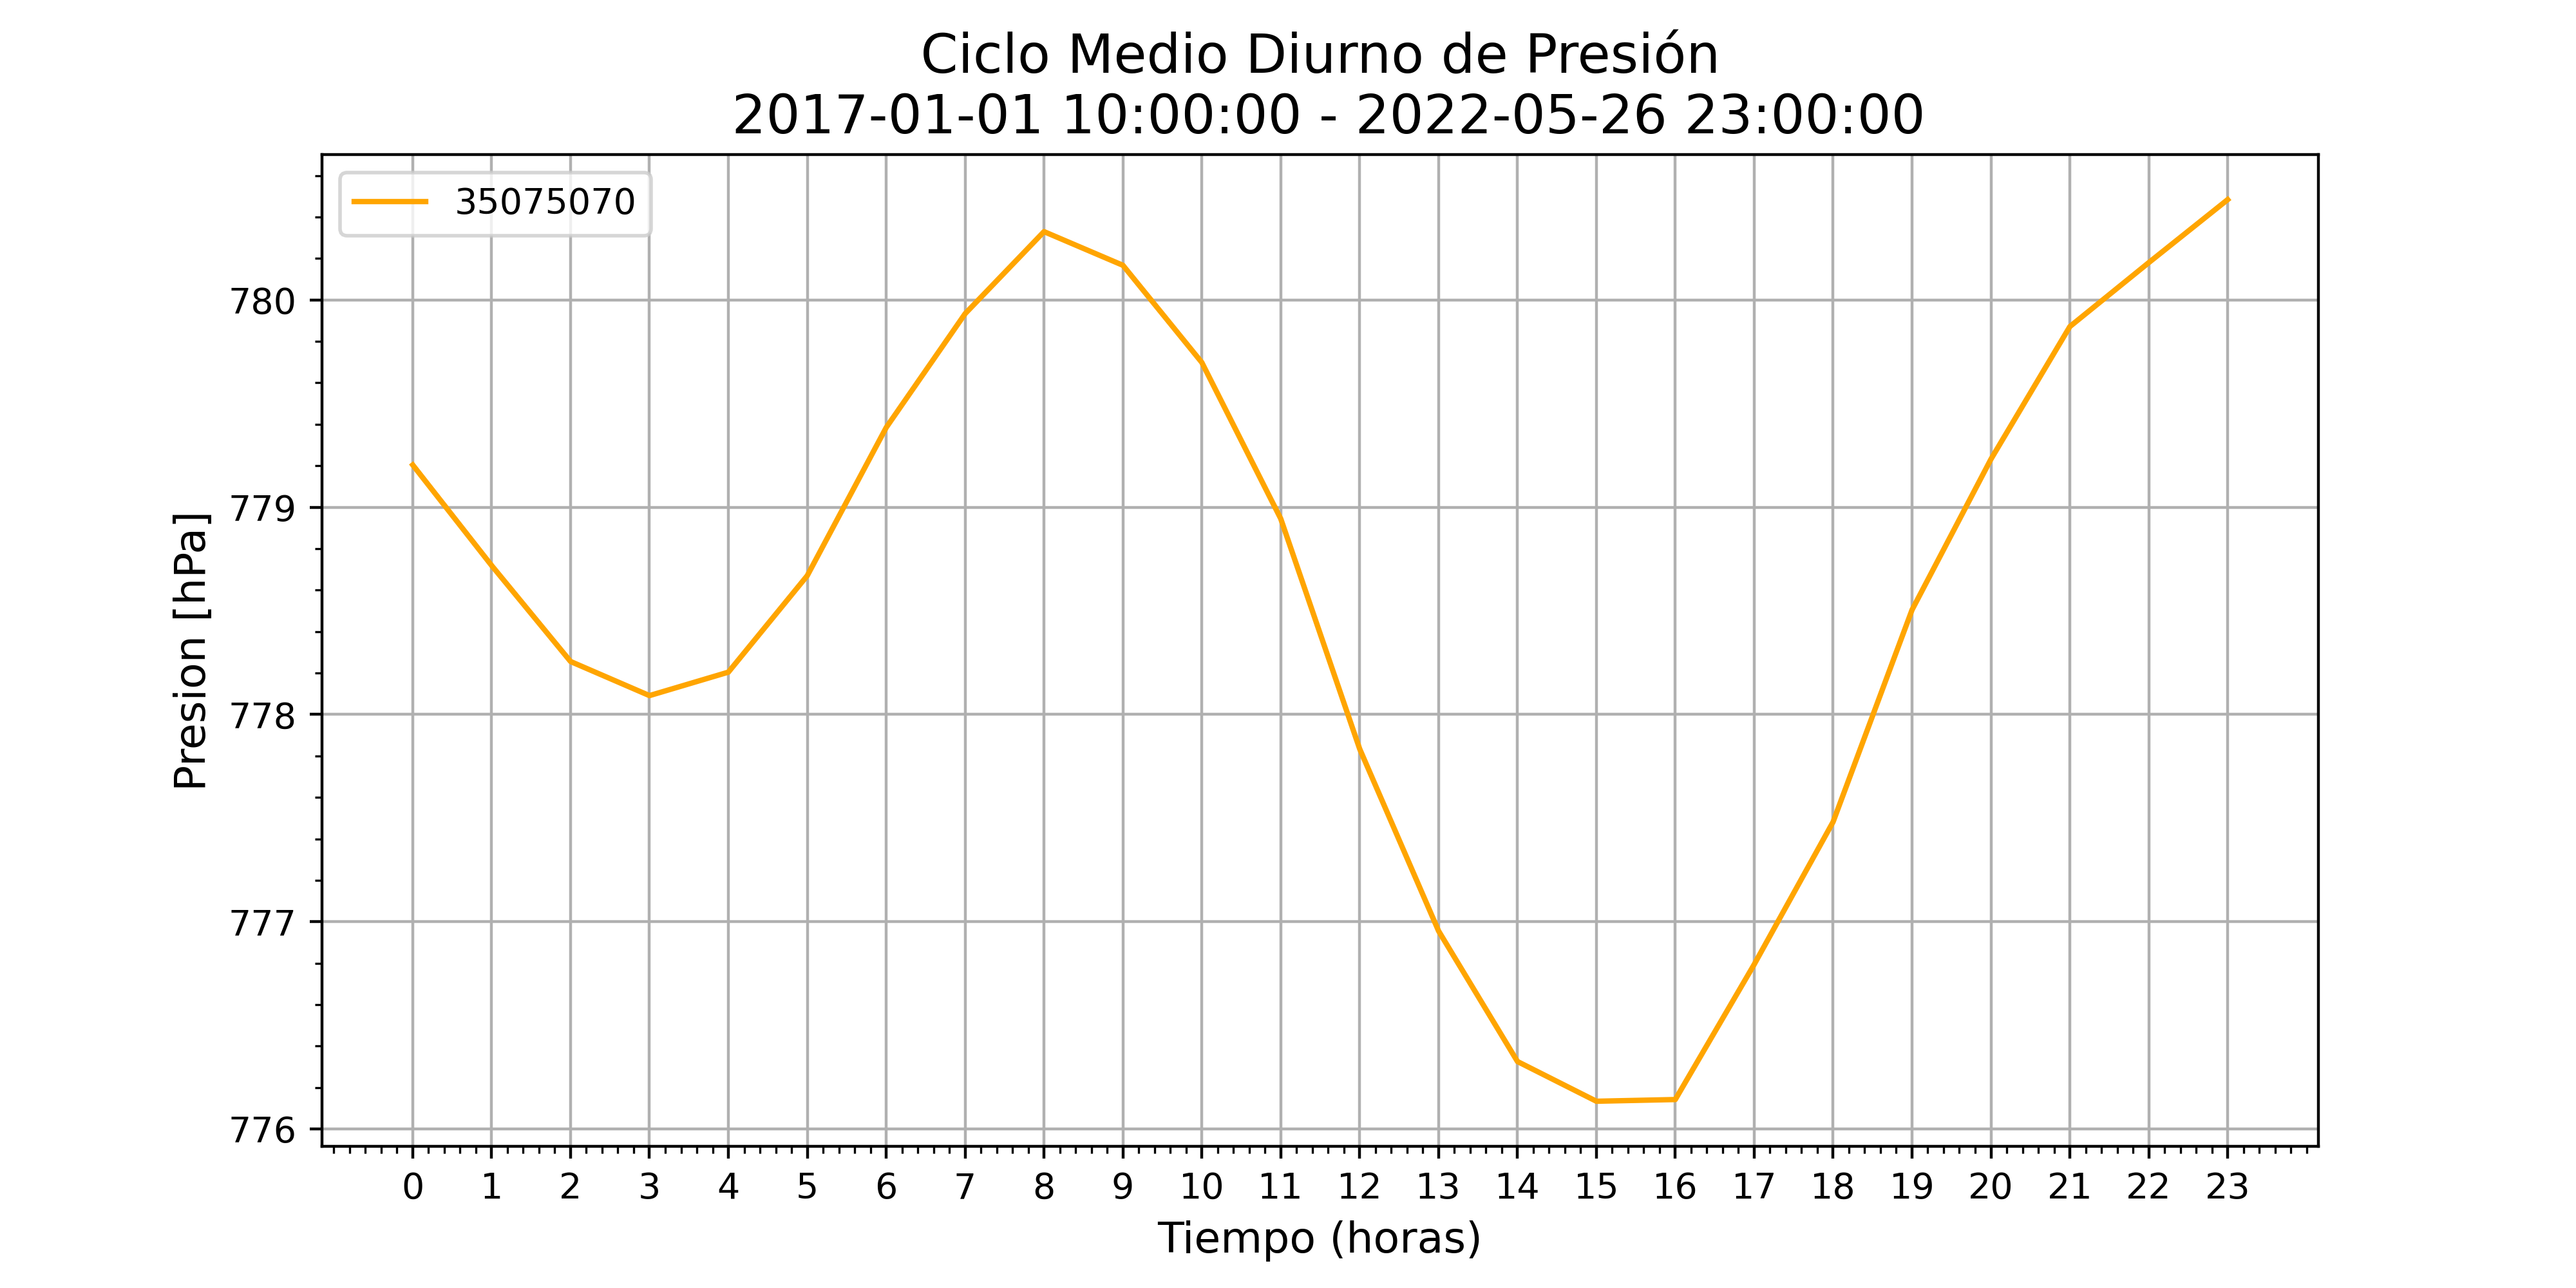 Ciclo Medio Diurno de Presión
2017-01-01 10:00:00 - 2022-05-26 23:00:00
35075070
780
779
778
777
776
Presion [hPa]
0 1 2 3 4 5 6 7 8 9 10 11 12 13 14 15 16 17 18 19 20 21 22 23
Tiempo (horas)